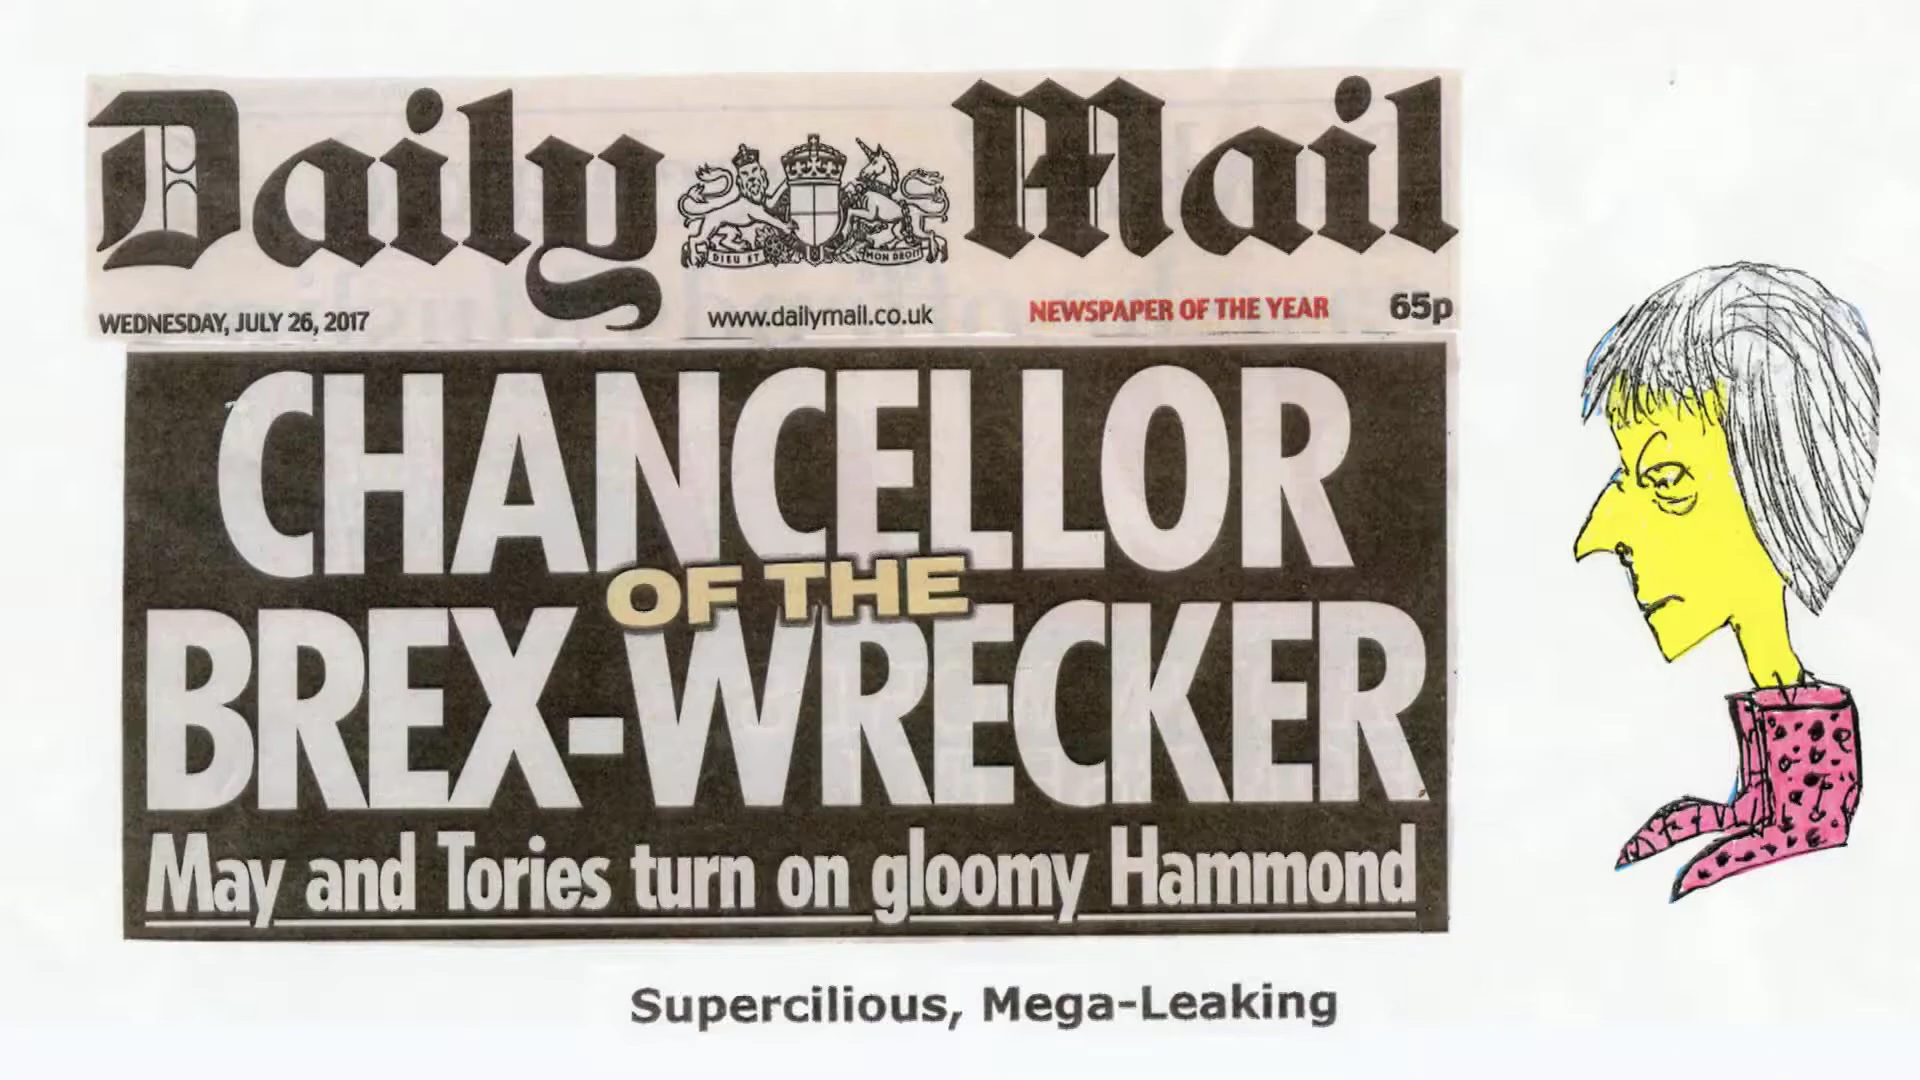 Daily Mail
DIEU ET MON DROIT
WEDNESDAY, JULY 26, 2017 www.dailymail.co.uk NEWSPAPER OF THE YEAR 65p
CHANCELLOR
OF THE
BREX-WRECKER
May and Tories turn on gloomy Hammond
Supercilious, Mega-Leaking